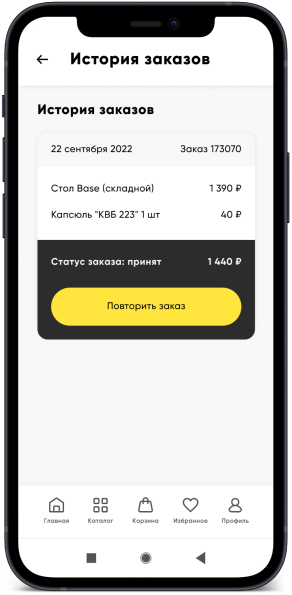 История заказов
История заказов
22 сентября 2022 Заказ 173070
Стол Base (складной) 1 390 ₽
Капсюль "КВБ 223" 1 шт 40 ₽
Статус заказа: принят 1 440 ₽
Повторить заказ
Главная Каталог Корзина Избранное Профиль